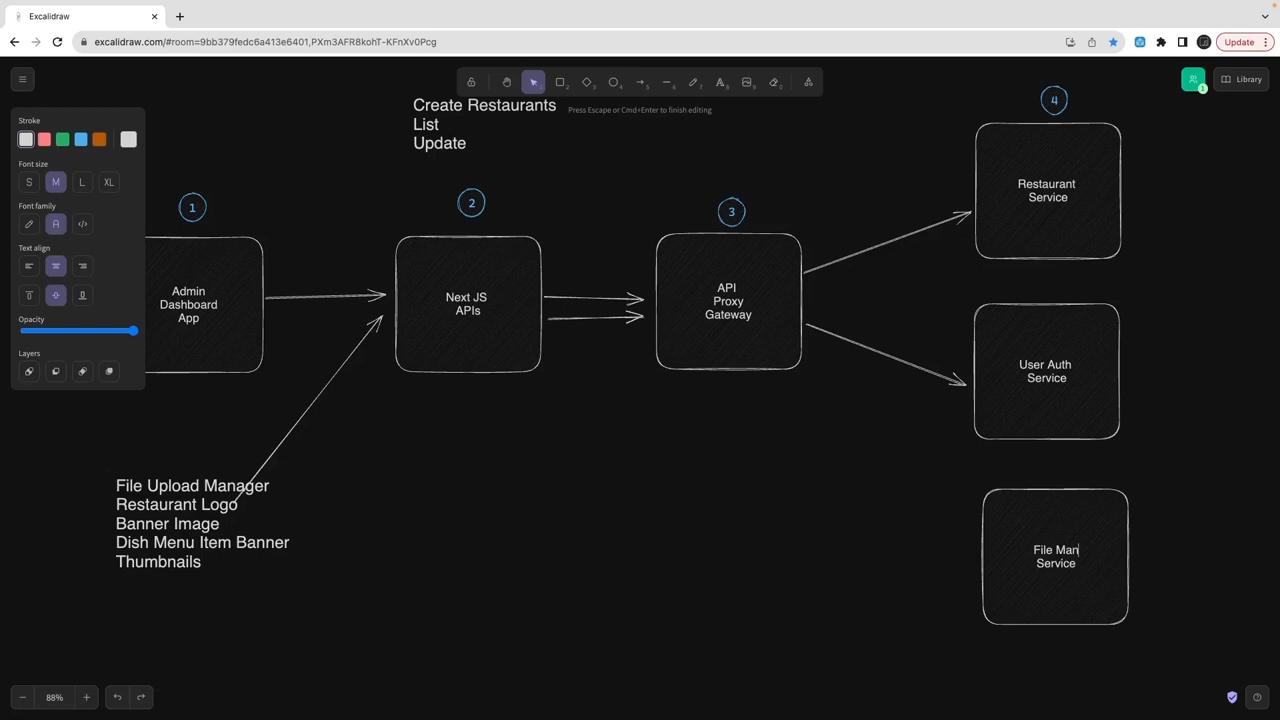 Excalidraw
excalidraw.com/#room=9bb379fedc6a413e6401,PXm3AFR8kohT-KFnXv0Pcg
Update
Library
Create Restaurants
List
Update
Press Escape or Cmd+Enter to finish editing
Stroke
Font size
S M L XL
Font family
A </>
Text align
Opacity
Layers
1
2
3
4
Admin
Dashboard
App
Next JS
APIs
API
Proxy
Gateway
Restaurant
Service
User Auth
Service
File Man
Service
File Upload Manager
Restaurant Logo
Banner Image
Dish Menu Item Banner
Thumbnails
88%